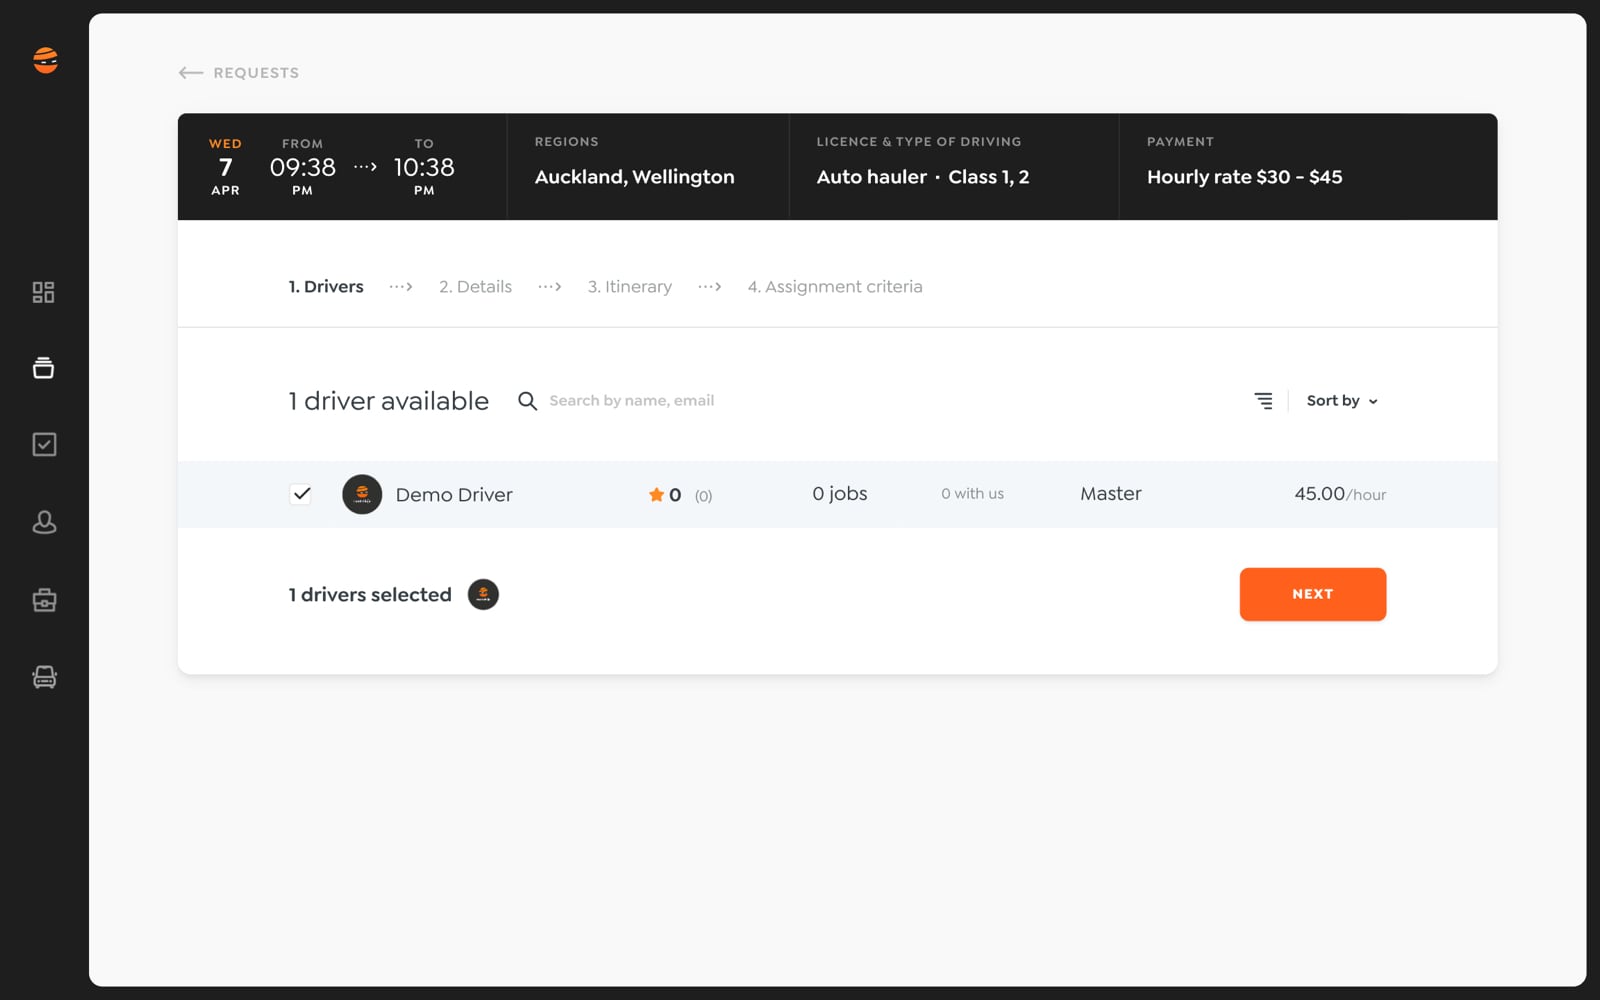 REQUESTS
WED
7
APR
FROM
09:38
PM
TO
10:38
PM
REGIONS
Auckland, Wellington
LICENCE & TYPE OF DRIVING
Auto hauler · Class 1, 2
PAYMENT
Hourly rate $30 - $45
1. Drivers 2. Details 3. Itinerary 4. Assignment criteria
1 driver available Search by name, email Sort by
Demo Driver 0 (0) 0 jobs 0 with us Master 45.00/hour
1 drivers selected NEXT